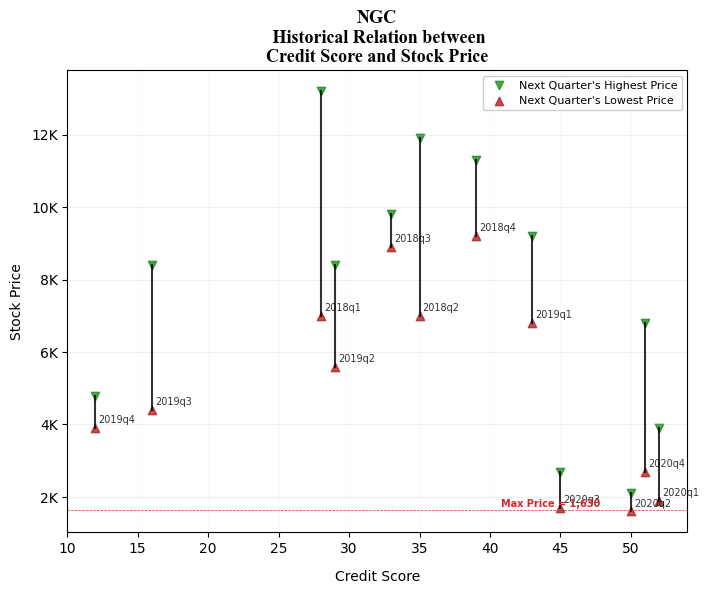 NGC
Historical Relation between
Credit Score and Stock Price
Next Quarter's Highest Price
Next Quarter's Lowest Price
Stock Price
12K
10K
8K
6K
4K
2K
2018q3
2018q4
2018q1
2018q2
2019q1
2019q2
2019q3
2019q4
2020q4
2020q1
2020q3
2020q2
Max Price = 1,630
10 15 20 25 30 35 40 45 50
Credit Score